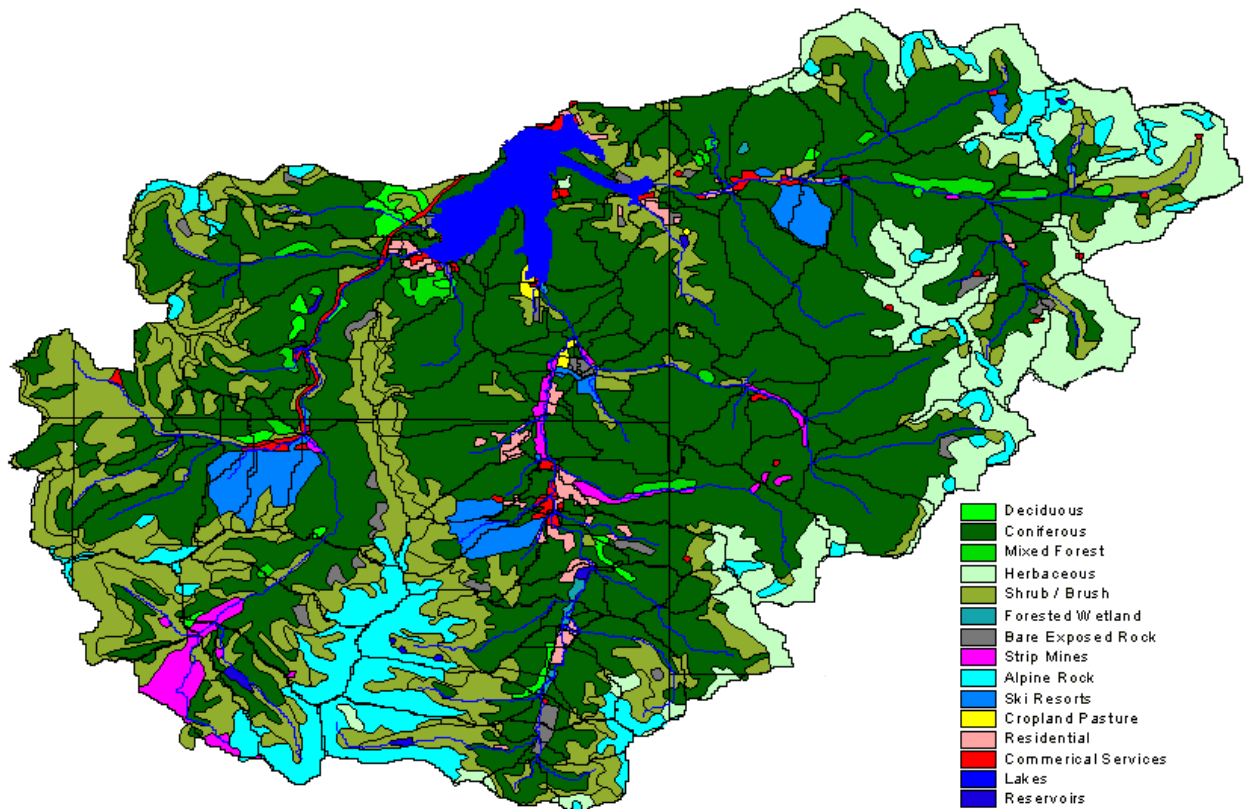 Deciduous
Coniferous
Mixed Forest
Herbaceous
Shrub / Brush
Forested Wetland
Bare Exposed Rock
Strip Mines
Alpine Rock
Ski Resorts
Cropland Pasture
Residential
Commerical Services
Lakes
Reservoirs